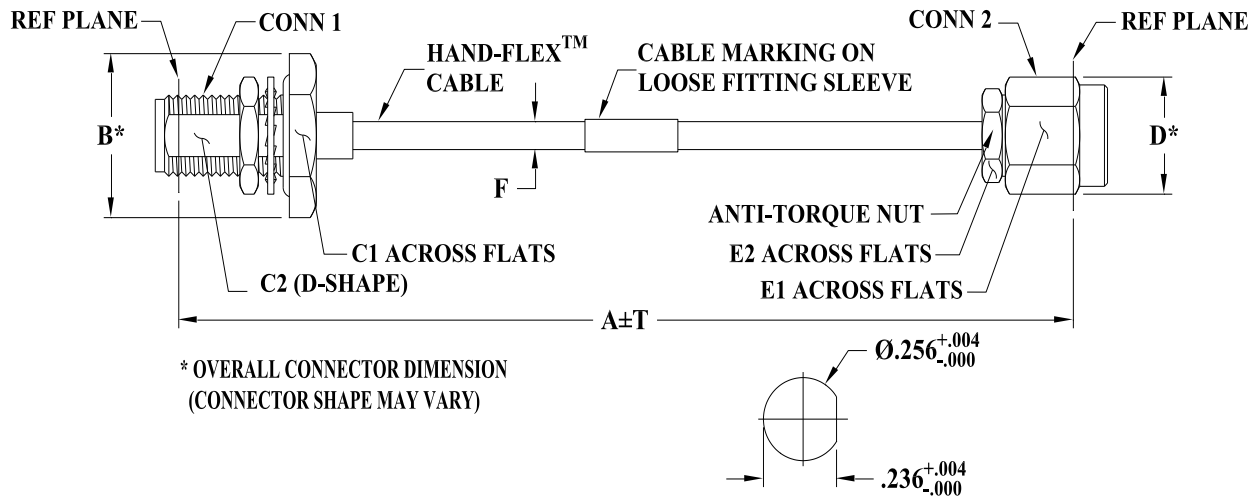 REF PLANE
CONN 1
HAND-FLEX™
CABLE
CABLE MARKING ON
LOOSE FITTING SLEEVE
CONN 2
REF PLANE
B*
F
D*
ANTI-TORQUE NUT
C1 ACROSS FLATS
E2 ACROSS FLATS
C2 (D-SHAPE)
E1 ACROSS FLATS
A±T
* OVERALL CONNECTOR DIMENSION
(CONNECTOR SHAPE MAY VARY)
Ø.256 +.004
-.000
.236 +.004
-.000